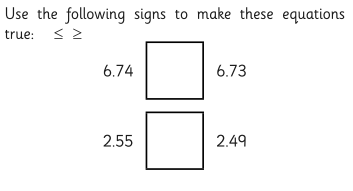 Use the following signs to make these equations
true: ≤ ≥
6.74 6.73
2.55 2.49